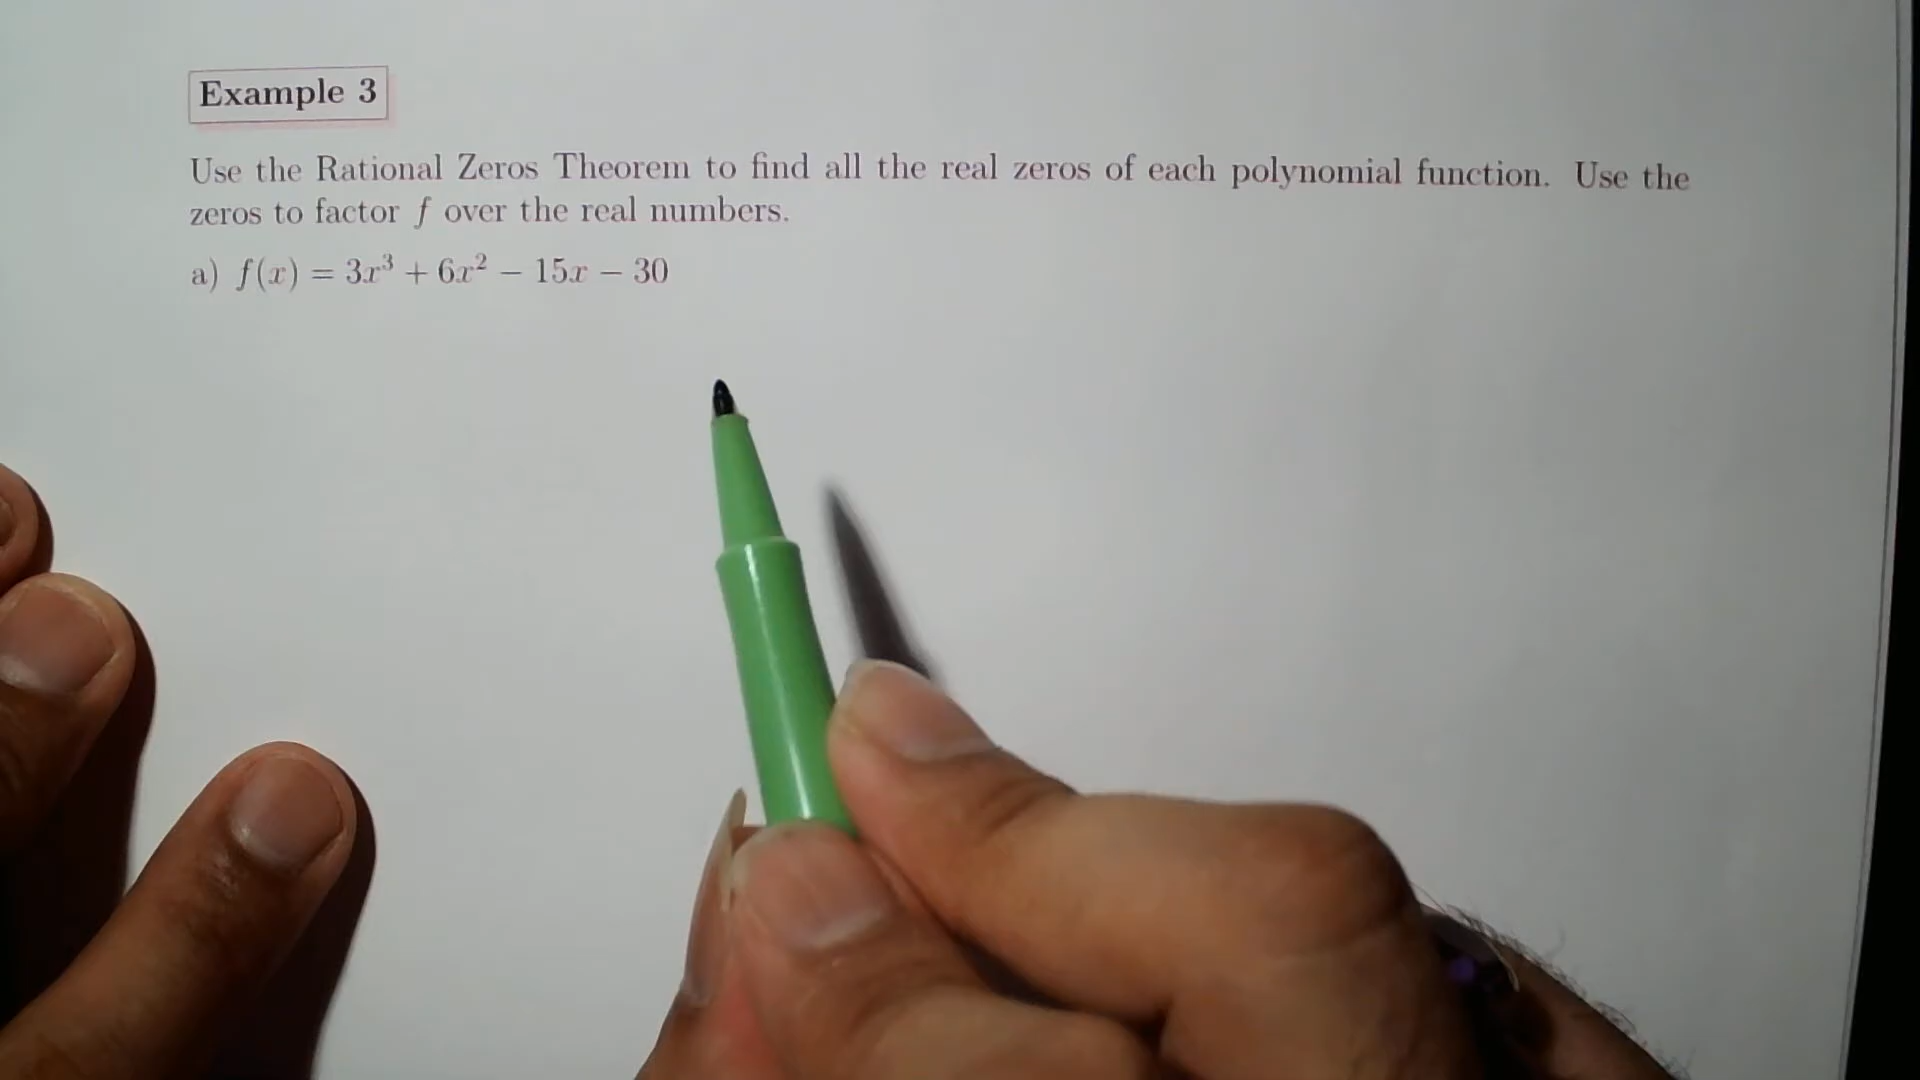 Example 3
Use the Rational Zeros Theorem to find all the real zeros of each polynomial function. Use the
zeros to factor f over the real numbers.
a) f(x) = 3x³ + 6x² − 15x − 30